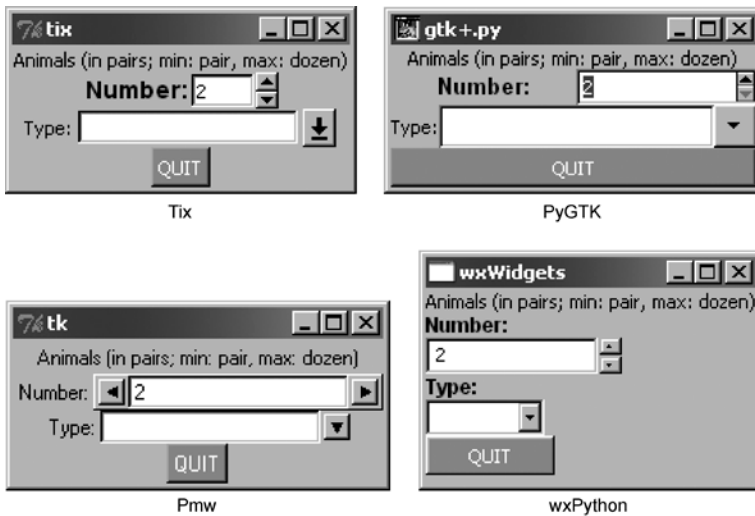 tix
Animals (in pairs; min: pair, max: dozen)
Number: 2
Type:
QUIT
Tix
gtk+.py
Animals (in pairs; min: pair, max: dozen)
Number: 2
Type:
QUIT
PyGTK
tk
Animals (in pairs; min: pair, max: dozen)
Number: 2
Type:
QUIT
Pmw
wxWidgets
Animals (in pairs; min: pair, max: dozen)
Number:
2
Type:
QUIT
wxPython